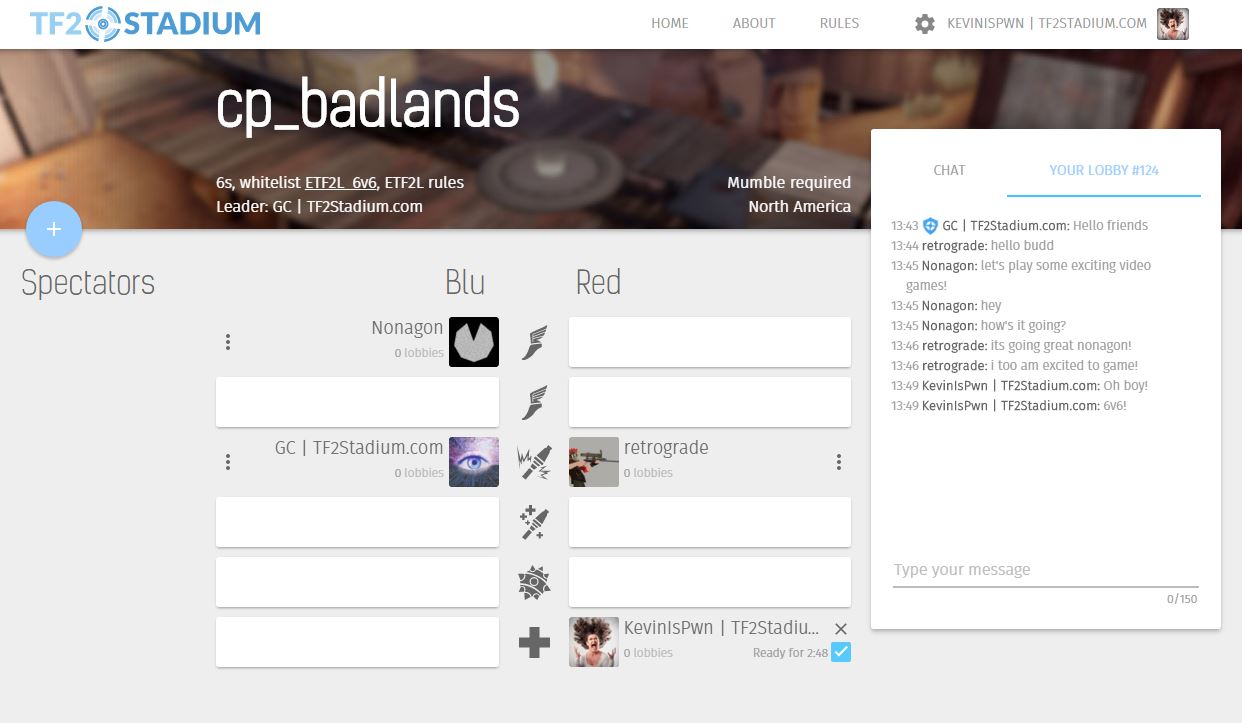 TF2STADIUM
HOME
ABOUT
RULES
KEVINISPWN | TF2STADIUM.COM
cp_badlands
6s, whitelist ETF2L_6v6, ETF2L rules
Leader: GC | TF2Stadium.com
Mumble required
North America
+
Spectators
Blu
Red
Nonagon
0 lobbies
GC | TF2Stadium.com
0 lobbies
retrograde
0 lobbies
KevinIsPwn | TF2Stadiu...
0 lobbies
Ready for 2:48
CHAT
YOUR LOBBY #124
13:43 GC | TF2Stadium.com: Hello friends
13:44 retrograde: hello budd
13:45 Nonagon: let's play some exciting video
games!
13:45 Nonagon: hey
13:45 Nonagon: how's it going?
13:46 retrograde: its going great nonagon!
13:46 retrograde: i too am excited to game!
13:49 KevinIsPwn | TF2Stadium.com: Oh boy!
13:49 KevinIsPwn | TF2Stadium.com: 6v6!
Type your message
0/150